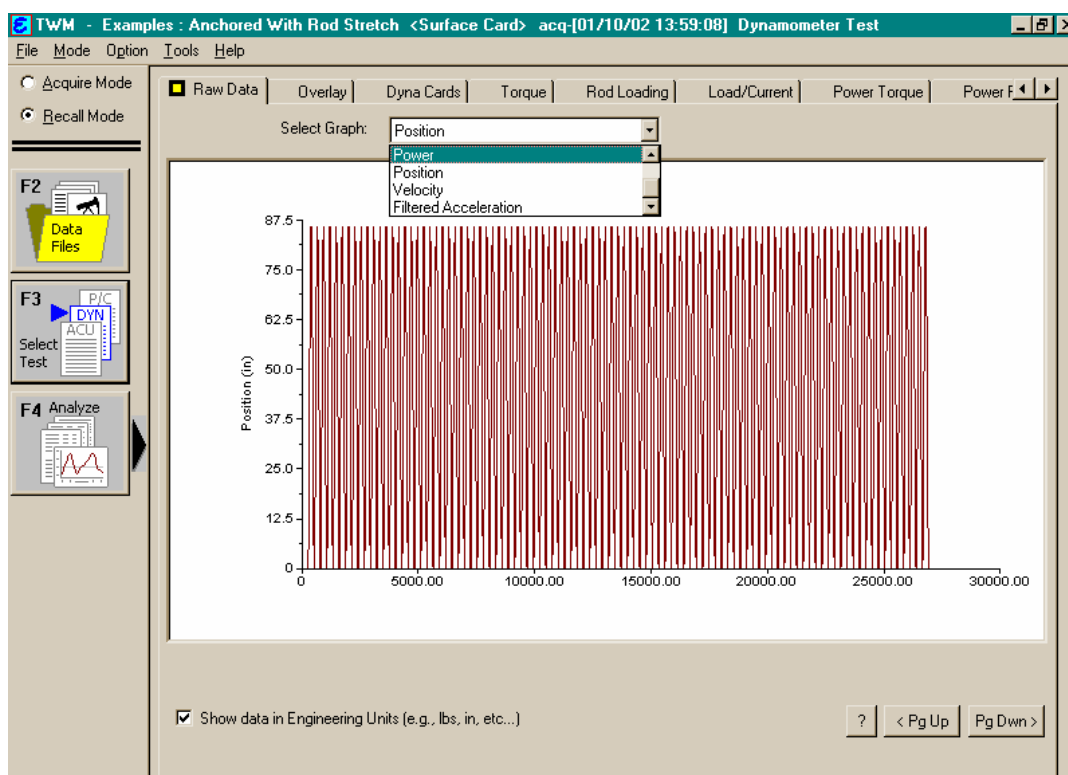 TWM - Examples : Anchored With Rod Stretch <Surface Card> acq-[01/10/02 13:59:08] Dynamometer Test
File Mode Option Tools Help
Acquire Mode
Recall Mode
F2
Data
Files
F3
P/C
DYN
ACU
Select
Test
F4 Analyze
Raw Data Overlay Dyna Cards Torque Rod Loading Load/Current Power Torque Power
Select Graph: Position
Power
Position
Velocity
Filtered Acceleration
87.5
75.0
62.5
50.0
37.5
25.0
12.5
0
Position (in)
0 5000.00 10000.00 15000.00 20000.00 25000.00 30000.00
Show data in Engineering Units (e.g., lbs, in, etc...)
? < Pg Up Pg Dwn >